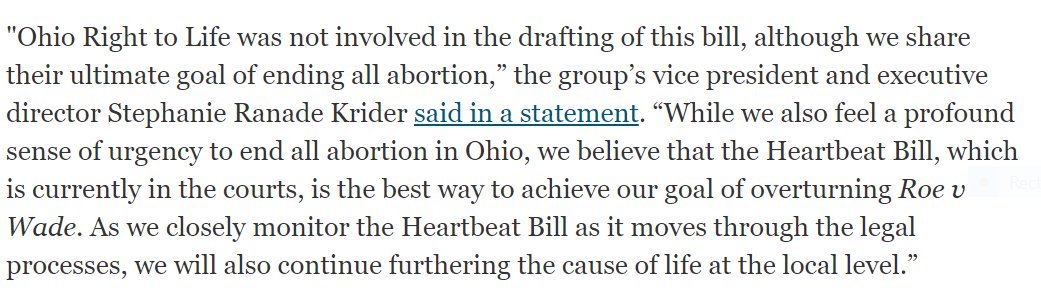 "Ohio Right to Life was not involved in the drafting of this bill, although we share
their ultimate goal of ending all abortion,” the group’s vice president and executive
director Stephanie Ranade Krider said in a statement. “While we also feel a profound
sense of urgency to end all abortion in Ohio, we believe that the Heartbeat Bill, which
is currently in the courts, is the best way to achieve our goal of overturning Roe v
Wade. As we closely monitor the Heartbeat Bill as it moves through the legal
processes, we will also continue furthering the cause of life at the local level.”